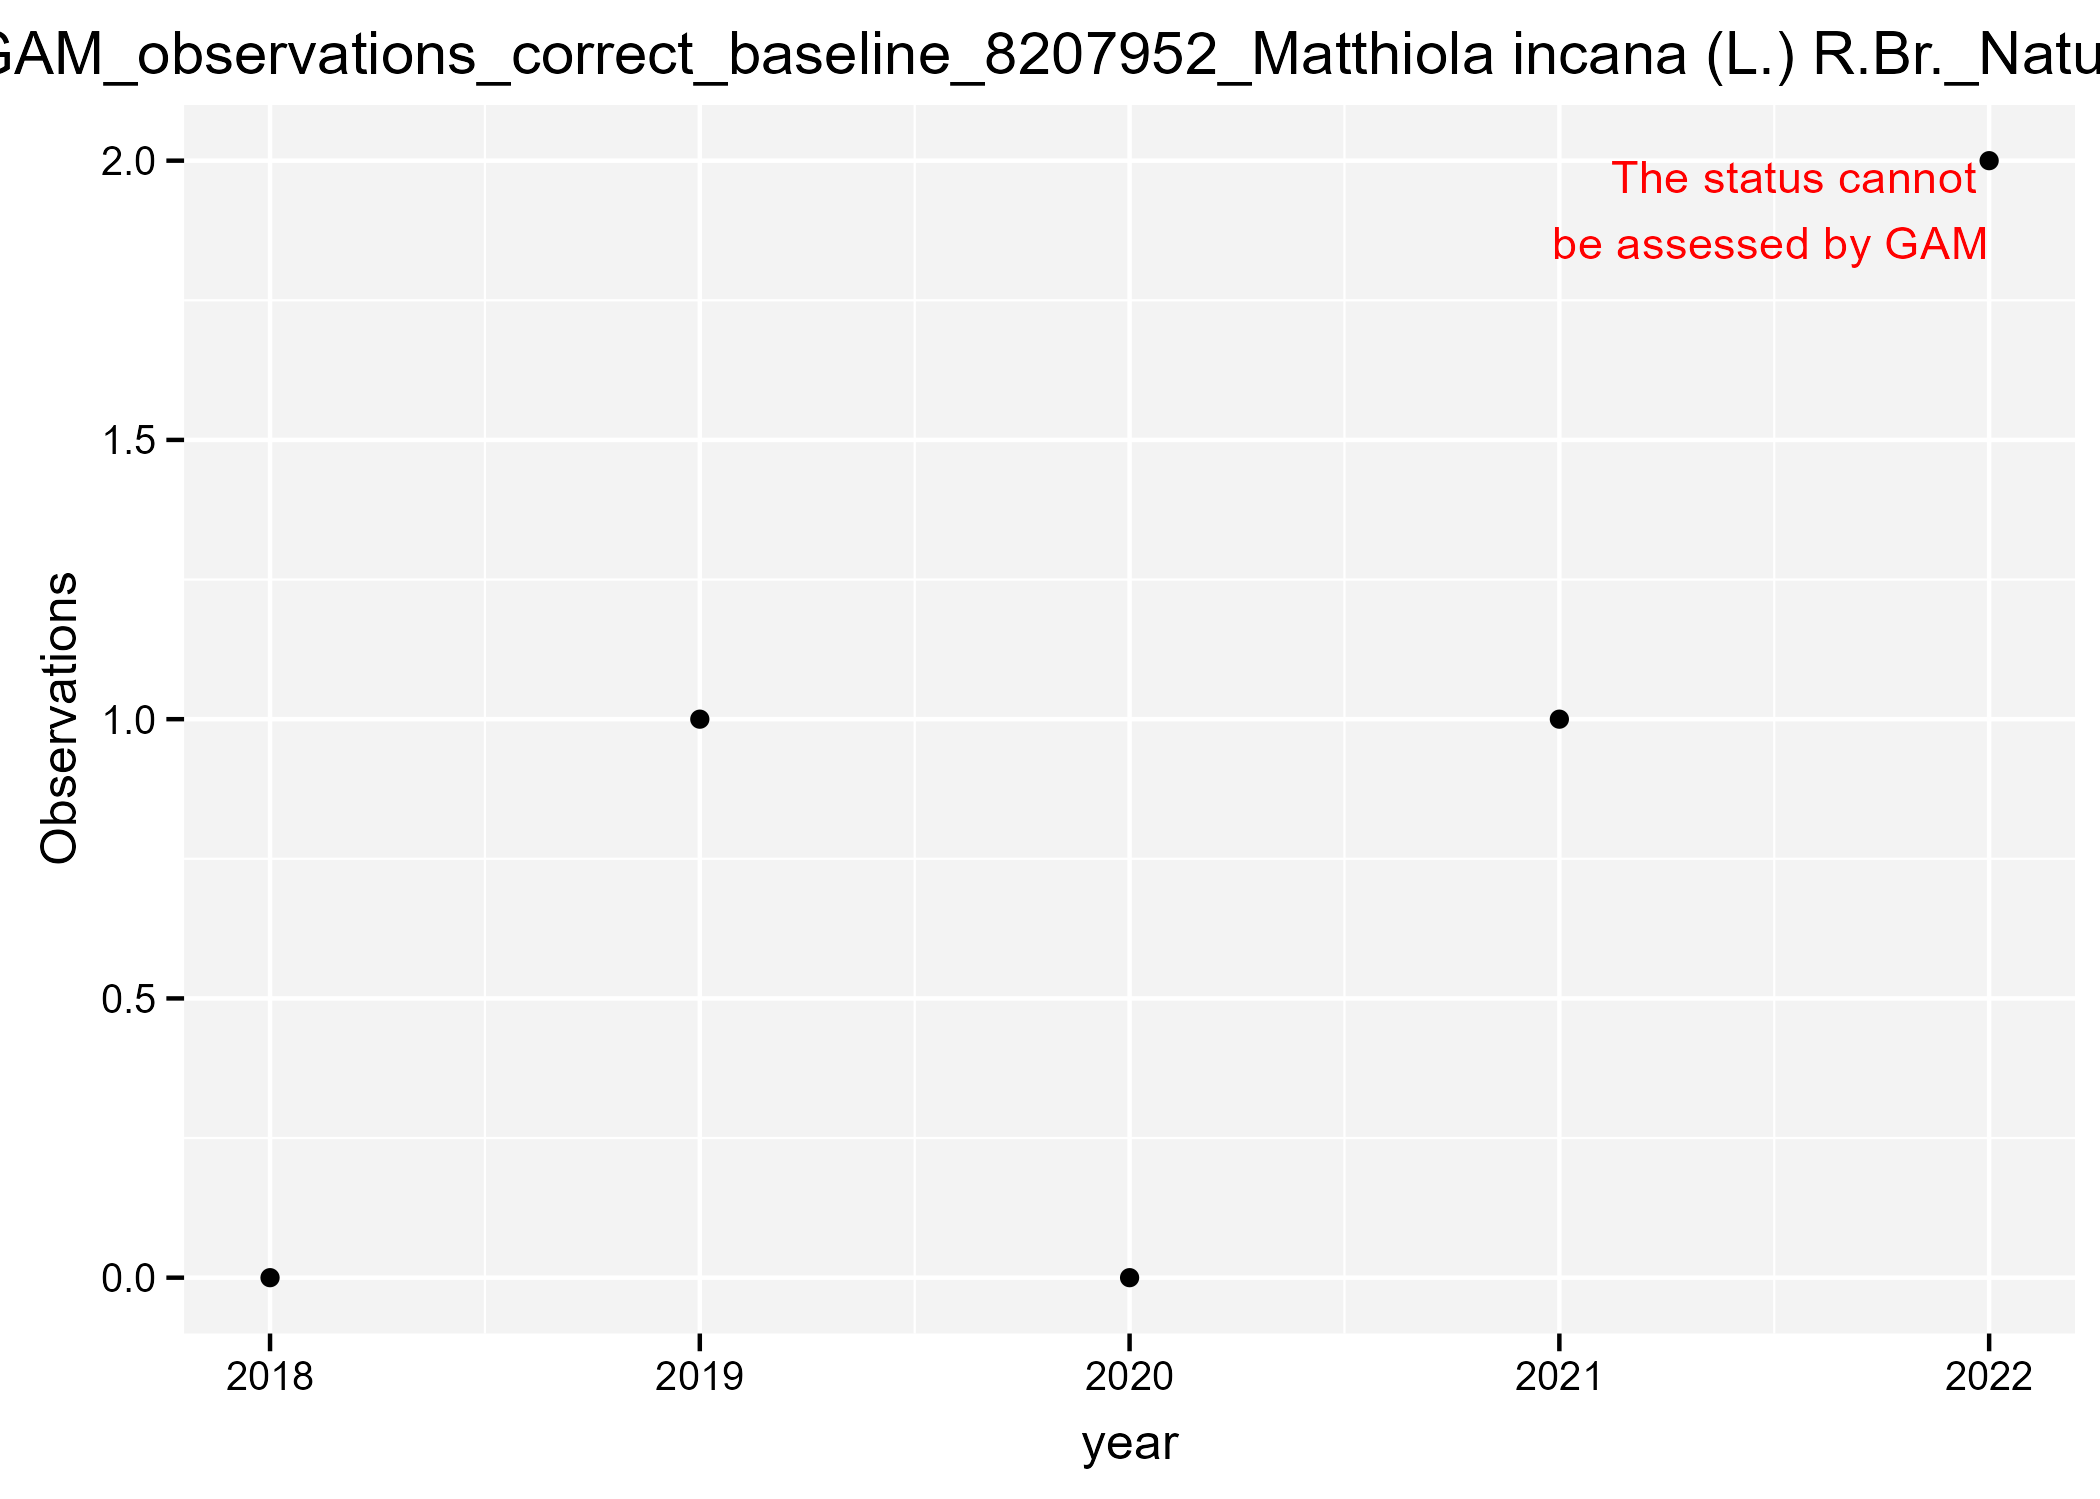 GAM_observations_correct_baseline_8207952_Matthiola incana (L.) R.Br._Natu
2.0
The status cannot
be assessed by GAM
1.5
1.0
0.5
0.0
Observations
2018 2019 2020 2021 2022
year